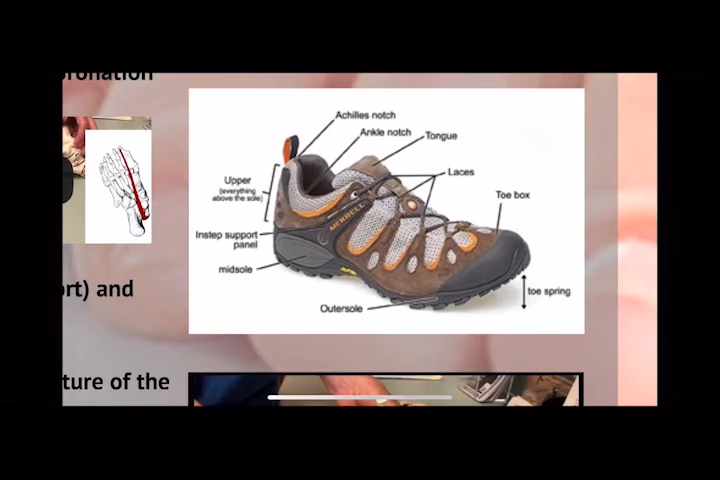 pronation
Achilles notch
Ankle notch
Tongue
Laces
Upper
(everything
above the sole)
Toe box
MERRELL
Instep support
panel
midsole
toe spring
Outersole
ort) and
ture of the